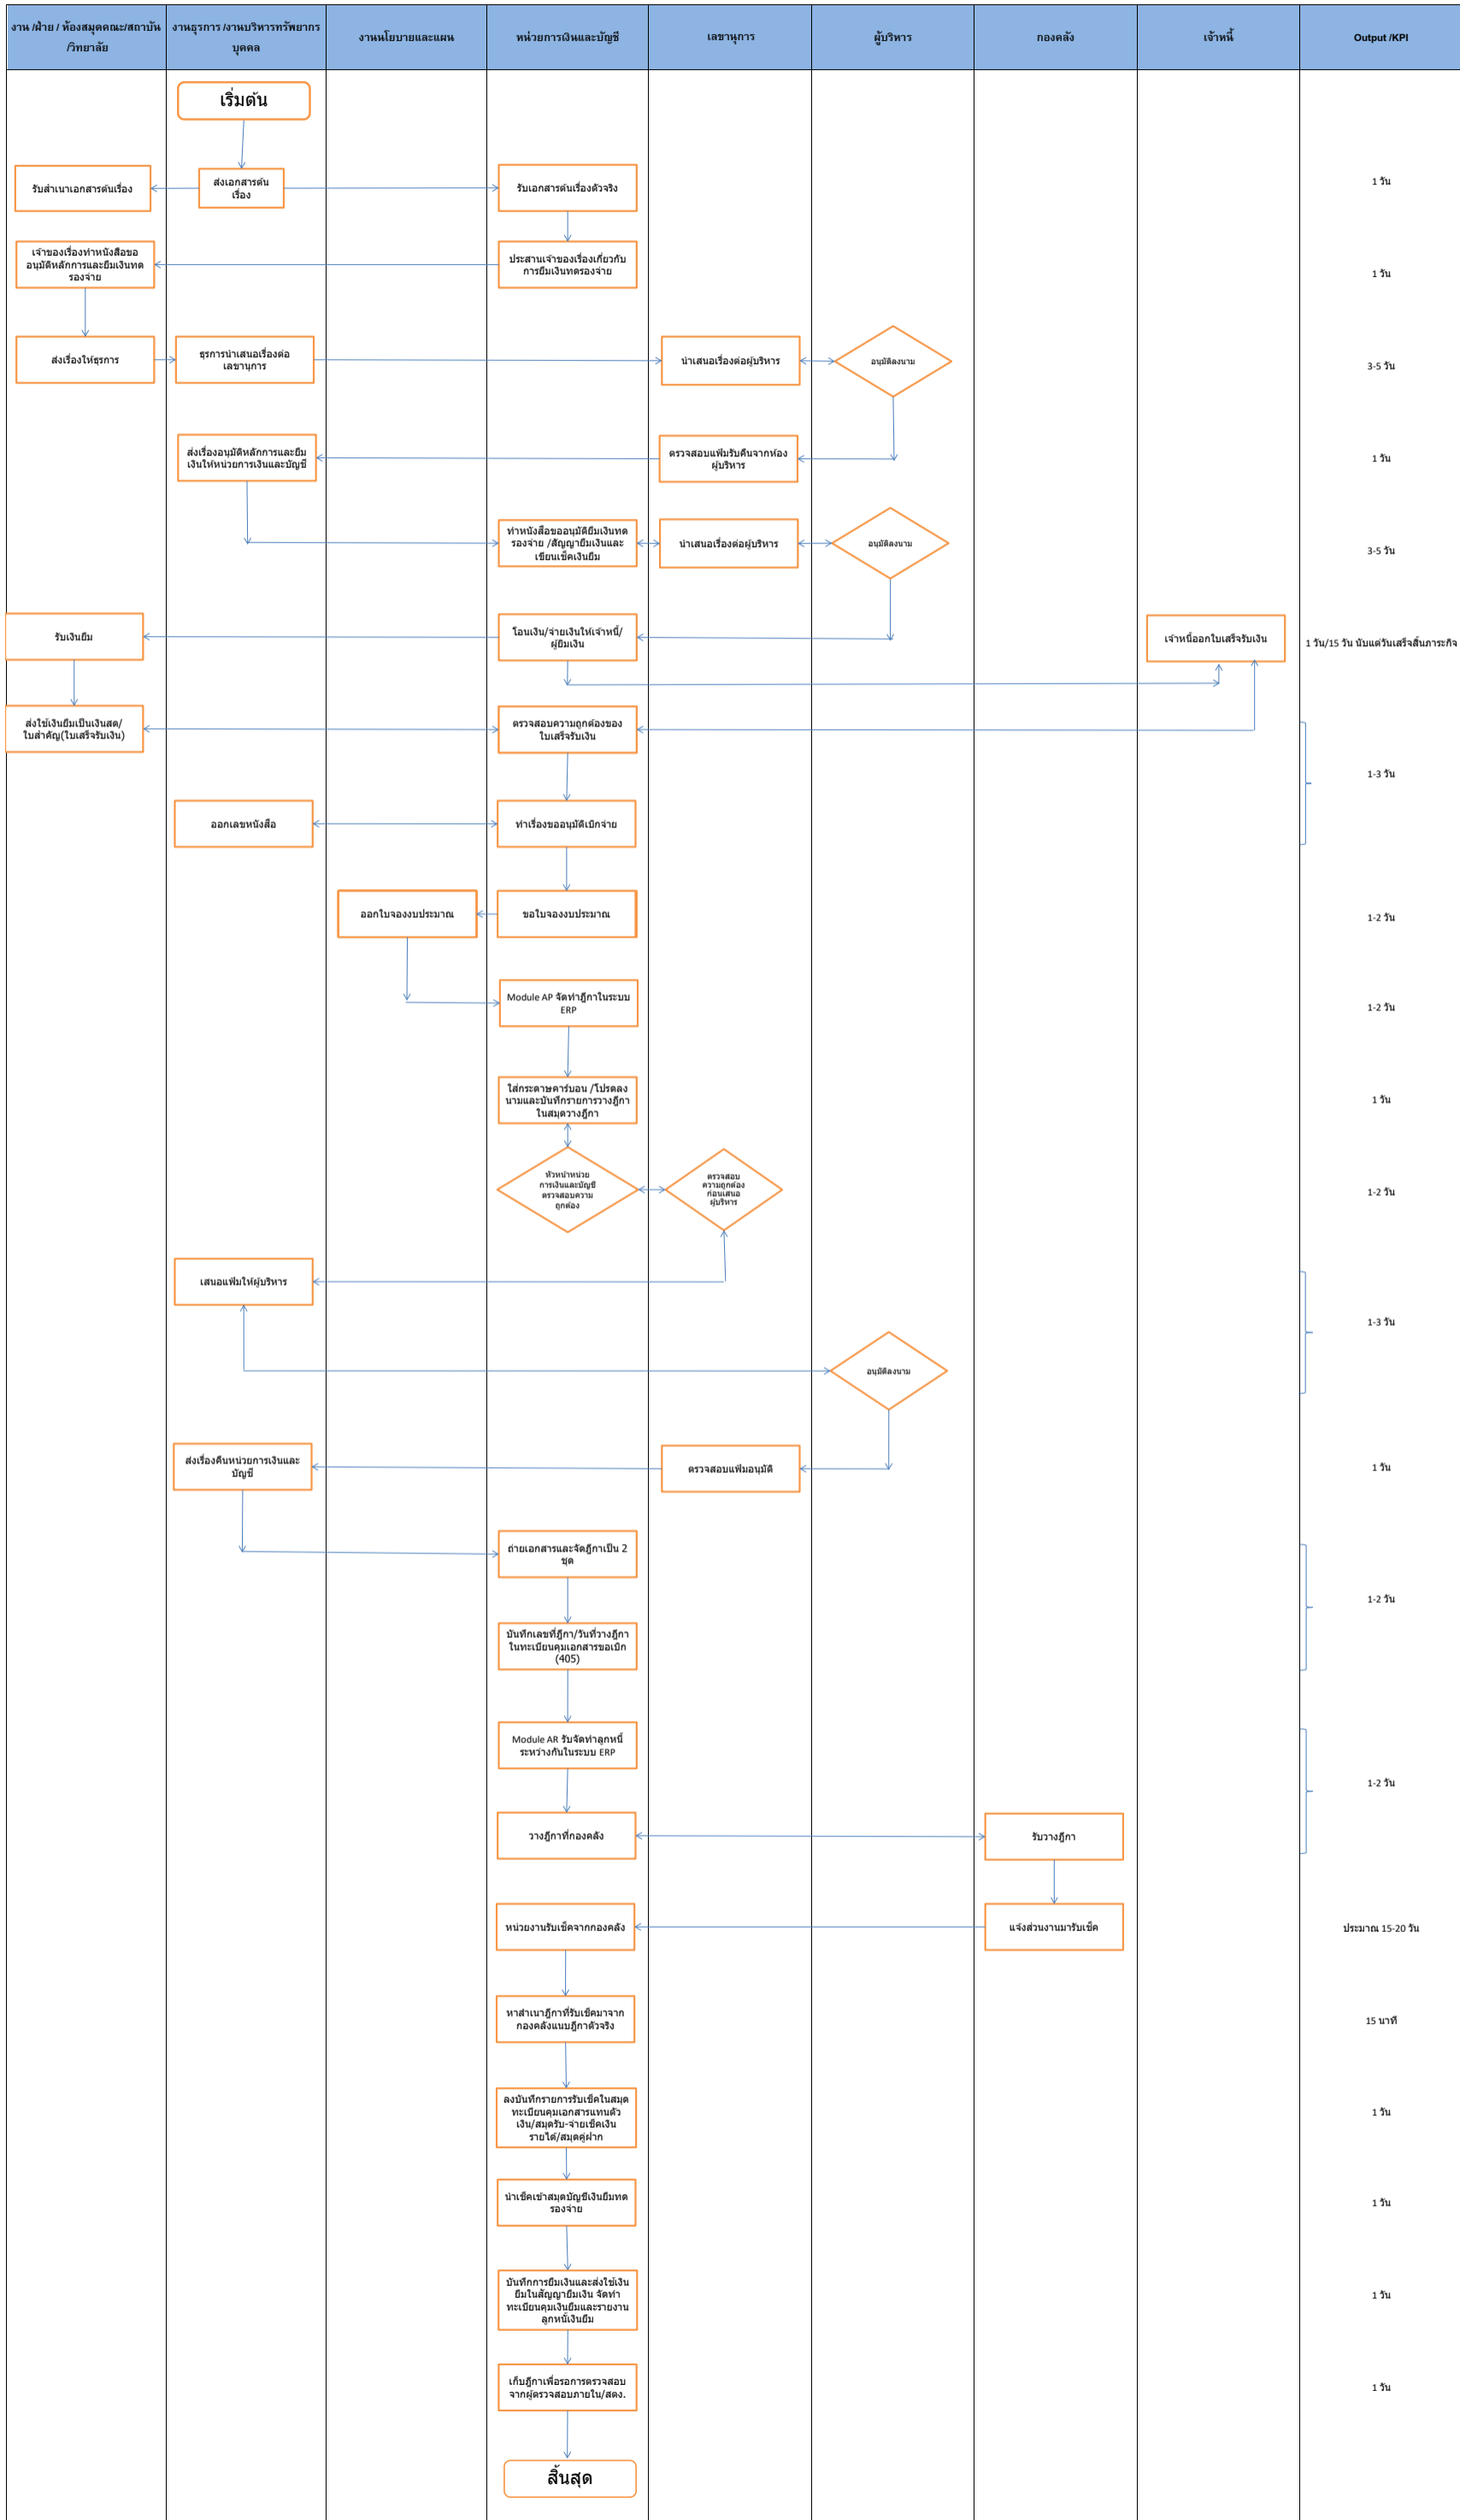 งาน /ฝ่าย / ห้องสมุดคณะ/สถาบัน
/วิทยาลัย
งานธุรการ /งานบริหารทรัพยากร
บุคคล
งานนโยบายและแผน
หน่วยการเงินและบัญชี
เลขานุการ
ผู้บริหาร
กองคลัง
เจ้าหนี้
Output /KPI
เริ่มต้น
รับสำเนาเอกสารต้นเรื่อง
ส่งเอกสารต้น
เรื่อง
รับเอกสารต้นเรื่องตัวจริง
1 วัน
เจ้าของเรื่องทำหนังสือขอ
อนุมัติหลักการและยืมเงินทด
รองจ่าย
ประสานเจ้าของเรื่องเกี่ยวกับ
การยืมเงินทดรองจ่าย
1 วัน
ส่งเรื่องให้ธุรการ
ธุรการนำเสนอเรื่องต่อ
เลขานุการ
นำเสนอเรื่องต่อผู้บริหาร
อนุมัติลงนาม
3-5 วัน
ส่งเรื่องอนุมัติหลักการและยืม
เงินให้หน่วยการเงินและบัญชี
ตรวจสอบแฟ้มรับคืนจากห้อง
ผู้บริหาร
1 วัน
ทำหนังสือขออนุมัติยืมเงินทด
รองจ่าย /สัญญายืมเงินและ
เขียนเช็คเงินยืม
นำเสนอเรื่องต่อผู้บริหาร
อนุมัติลงนาม
3-5 วัน
รับเงินยืม
โอนเงิน/จ่ายเงินให้เจ้าหนี้/
ผู้ยืมเงิน
เจ้าหนี้ออกใบเสร็จรับเงิน
1 วัน/15 วัน นับแต่วันเสร็จสิ้นภาระกิจ
ส่งใช้เงินยืมเป็นเงินสด/
ใบสำคัญ(ใบเสร็จรับเงิน)
ตรวจสอบความถูกต้องของ
ใบเสร็จรับเงิน
1-3 วัน
ออกเลขหนังสือ
ทำเรื่องขออนุมัติเบิกจ่าย
ออกใบจองงบประมาณ
ขอใบจองงบประมาณ
1-2 วัน
Module AP จัดทำฎีกาในระบบ
ERP
1-2 วัน
ใส่กระดาษคาร์บอน /โปรดลง
นามและบันทึกรายการวางฎีกา
ในสมุดวางฎีกา
1 วัน
หัวหน้าหน่วย
การเงินและบัญชี
ตรวจสอบความ
ถูกต้อง
ตรวจสอบ
ความถูกต้อง
ก่อนเสนอ
ผู้บริหาร
1-2 วัน
เสนอแฟ้มให้ผู้บริหาร
1-3 วัน
อนุมัติลงนาม
ส่งเรื่องคืนหน่วยการเงินและ
บัญชี
ตรวจสอบแฟ้มอนุมัติ
1 วัน
ถ่ายเอกสารและจัดฎีกาเป็น 2
ชุด
1-2 วัน
บันทึกเลขที่ฎีกา/วันที่วางฎีกา
ในทะเบียนคุมเอกสารขอเบิก
(405)
Module AR รับจัดทำลูกหนี้
ระหว่างกันในระบบ ERP
1-2 วัน
วางฎีกาที่กองคลัง
รับวางฎีกา
หน่วยงานรับเช็คจากกองคลัง
แจ้งส่วนงานมารับเช็ค
ประมาณ 15-20 วัน
หาสำเนาฎีกาที่รับเช็คมาจาก
กองคลังแนบฎีกาตัวจริง
15 นาที
ลงบันทึกรายการรับเช็คในสมุด
ทะเบียนคุมเอกสารแทนตัว
เงิน/สมุดรับ-จ่ายเช็คเงิน
รายได้/สมุดคู่ฝาก
1 วัน
นำเช็คเข้าสมุดบัญชีเงินยืมทด
รองจ่าย
1 วัน
บันทึกการยืมเงินและส่งใช้เงิน
ยืมในสัญญายืมเงิน จัดทำ
ทะเบียนคุมเงินยืมและรายงาน
ลูกหนี้เงินยืม
1 วัน
เก็บฎีกาเพื่อรอการตรวจสอบ
จากผู้ตรวจสอบภายใน/สตง.
1 วัน
สิ้นสุด